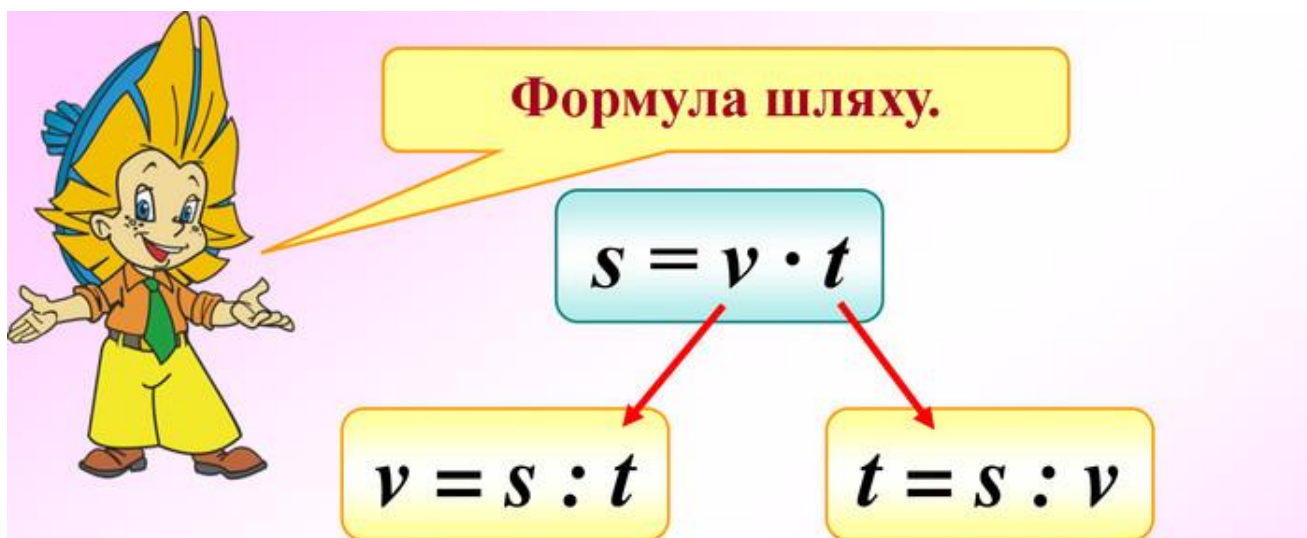 Формула шляху.
s = v · t
v = s : t
t = s : v